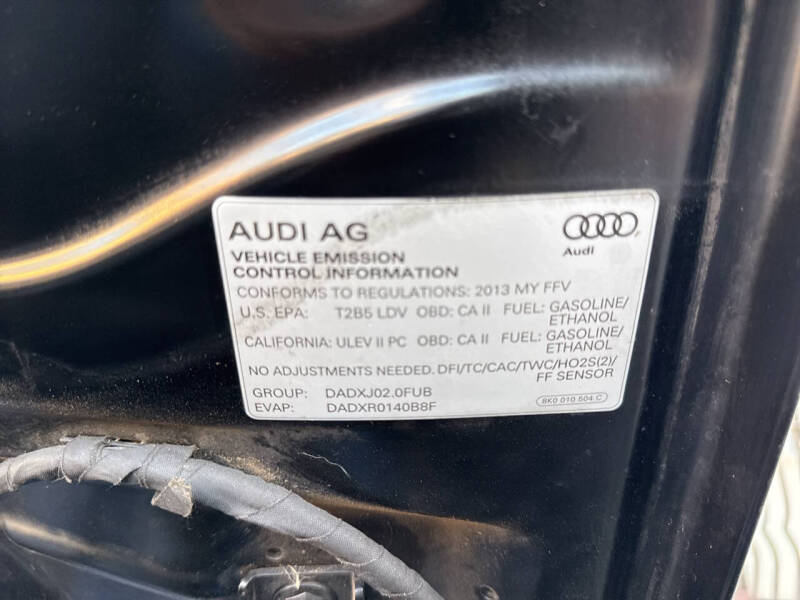 AUDI AG
Audi
VEHICLE EMISSION
CONTROL INFORMATION
CONFORMS TO REGULATIONS: 2013 MY FFV
U.S. EPA: T2B5 LDV OBD: CA II FUEL: GASOLINE/
ETHANOL
CALIFORNIA: ULEV II PC OBD: CA II FUEL: GASOLINE/
ETHANOL
NO ADJUSTMENTS NEEDED. DFI/TC/CAC/TWC/HO2S(2)/
FF SENSOR
GROUP: DADXJ02.0FUB
EVAP: DADXR0140B8F
8K0 010 504 C